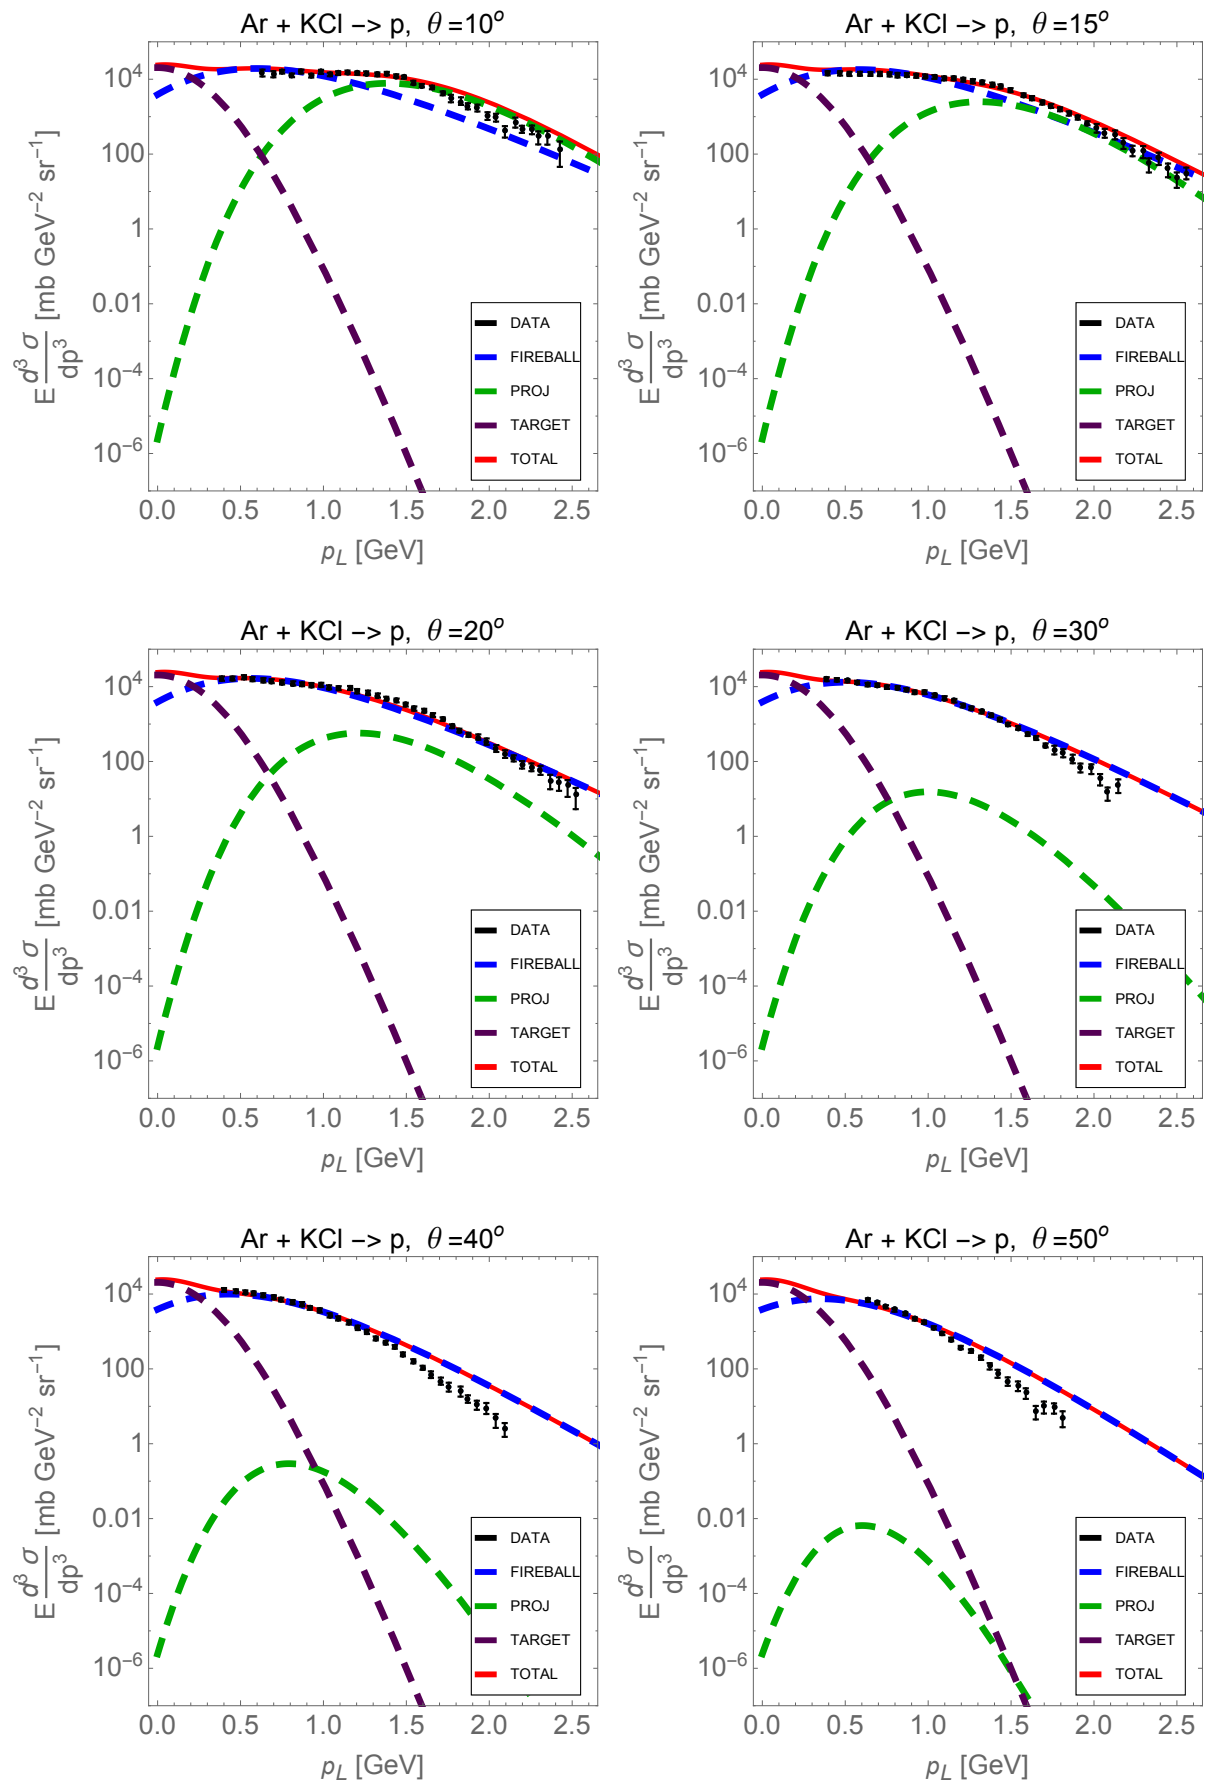 Ar + KCl -> p, θ =10°
10⁴
100
1
0.01
10⁻⁴
10⁻⁶
E d³ σ / dp³ [mb GeV⁻² sr⁻¹]
DATA
FIREBALL
PROJ
TARGET
TOTAL
0.0 0.5 1.0 1.5 2.0 2.5
p_L [GeV]
Ar + KCl -> p, θ =15°
10⁴
100
1
0.01
10⁻⁴
10⁻⁶
E d³ σ / dp³ [mb GeV⁻² sr⁻¹]
DATA
FIREBALL
PROJ
TARGET
TOTAL
0.0 0.5 1.0 1.5 2.0 2.5
p_L [GeV]
Ar + KCl -> p, θ =20°
10⁴
100
1
0.01
10⁻⁴
10⁻⁶
E d³ σ / dp³ [mb GeV⁻² sr⁻¹]
DATA
FIREBALL
PROJ
TARGET
TOTAL
0.0 0.5 1.0 1.5 2.0 2.5
p_L [GeV]
Ar + KCl -> p, θ =30°
10⁴
100
1
0.01
10⁻⁴
10⁻⁶
E d³ σ / dp³ [mb GeV⁻² sr⁻¹]
DATA
FIREBALL
PROJ
TARGET
TOTAL
0.0 0.5 1.0 1.5 2.0 2.5
p_L [GeV]
Ar + KCl -> p, θ =40°
10⁴
100
1
0.01
10⁻⁴
10⁻⁶
E d³ σ / dp³ [mb GeV⁻² sr⁻¹]
DATA
FIREBALL
PROJ
TARGET
TOTAL
0.0 0.5 1.0 1.5 2.0 2.5
p_L [GeV]
Ar + KCl -> p, θ =50°
10⁴
100
1
0.01
10⁻⁴
10⁻⁶
E d³ σ / dp³ [mb GeV⁻² sr⁻¹]
DATA
FIREBALL
PROJ
TARGET
TOTAL
0.0 0.5 1.0 1.5 2.0 2.5
p_L [GeV]